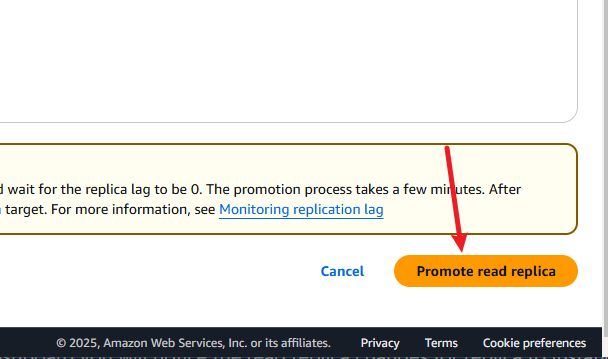 d wait for the replica lag to be 0. The promotion process takes a few minutes. After
target. For more information, see Monitoring replication lag
Cancel
Promote read replica
© 2025, Amazon Web Services, Inc. or its affiliates.
Privacy
Terms
Cookie preferences